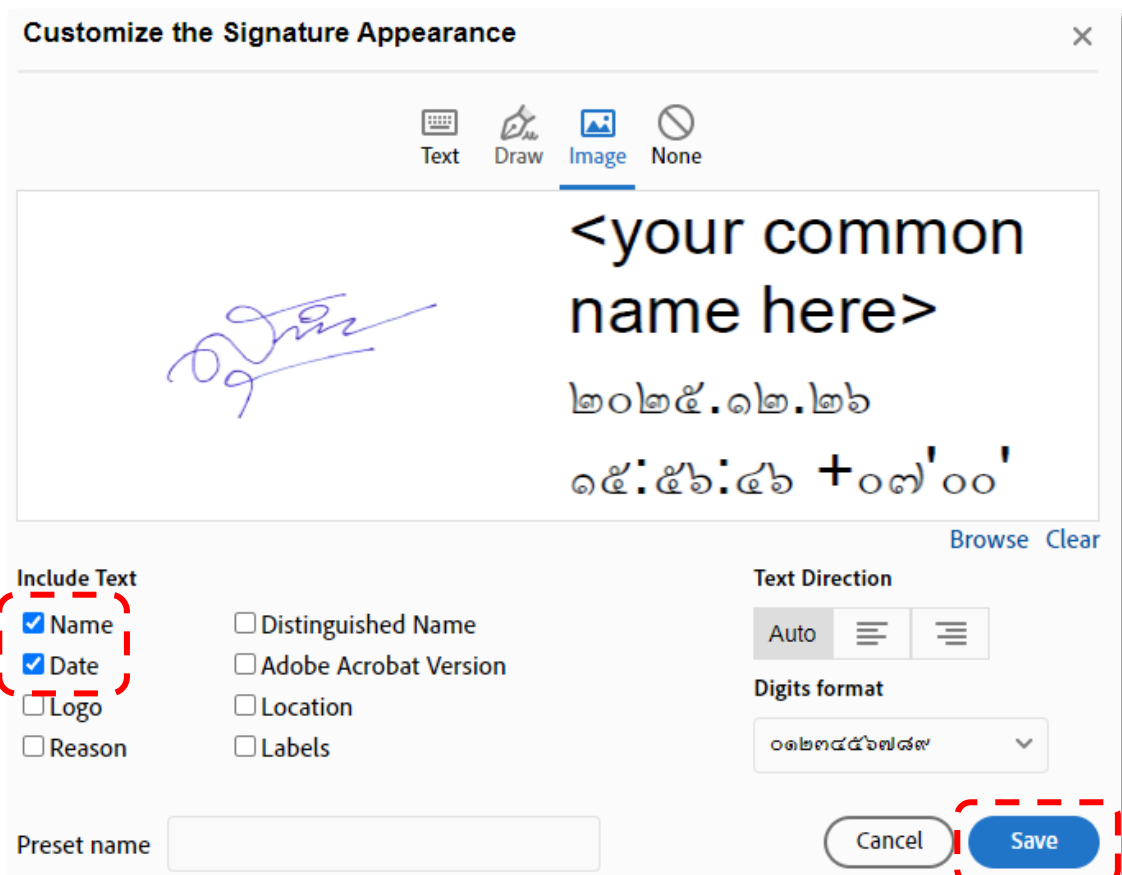 Customize the Signature Appearance
Text Draw Image None
<your common
name here>
๒๐๒๕.๑๒.๒๖
๑๕:๕๖:๔๖ +๐๗'๐๐'
Browse Clear
Include Text
Name
Date
Logo
Reason
Distinguished Name
Adobe Acrobat Version
Location
Labels
Text Direction
Auto
Digits format
๐๑๒๓๔๕๖๗๘๙
Preset name
Cancel
Save